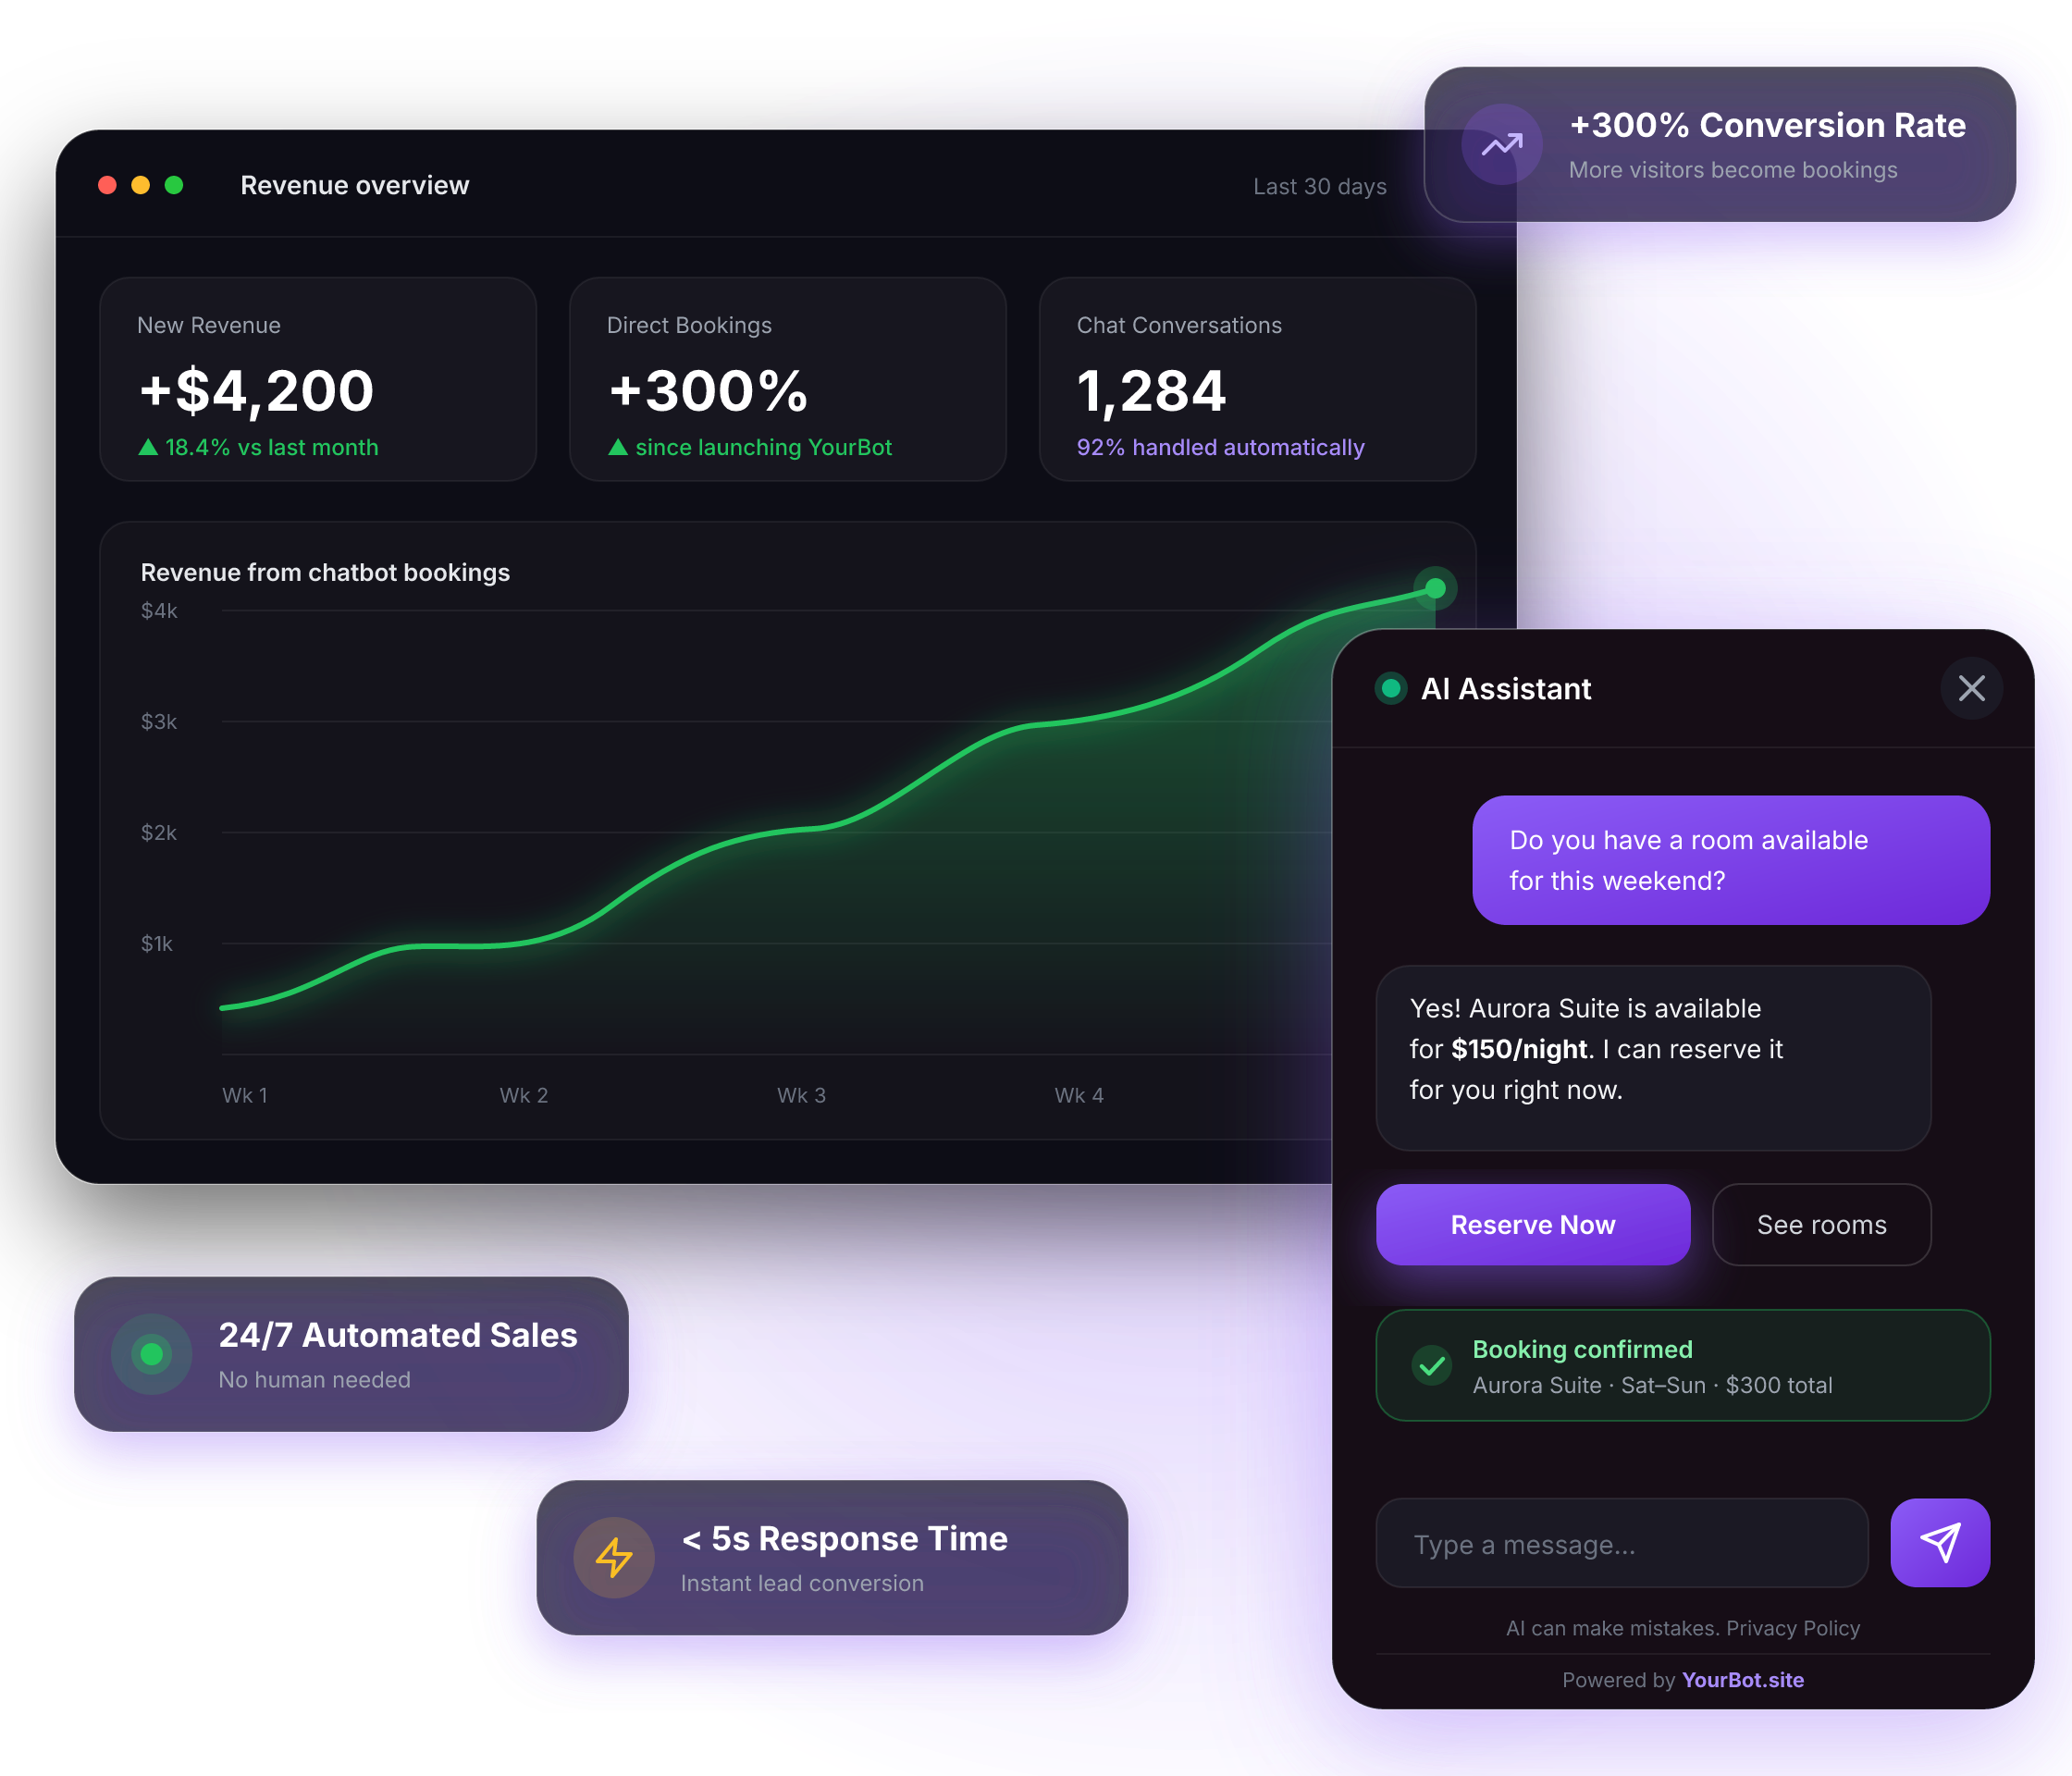 +300% Conversion Rate
More visitors become bookings
Revenue overview
Last 30 days
New Revenue
+$4,200
▲ 18.4% vs last month
Direct Bookings
+300%
▲ since launching YourBot
Chat Conversations
1,284
92% handled automatically
Revenue from chatbot bookings
$4k
$3k
$2k
$1k
Wk 1
Wk 2
Wk 3
Wk 4
AI Assistant
Do you have a room available
for this weekend?
Yes! Aurora Suite is available
for $150/night. I can reserve it
for you right now.
Reserve Now
See rooms
Booking confirmed
Aurora Suite · Sat–Sun · $300 total
Type a message...
AI can make mistakes. Privacy Policy
Powered by YourBot.site
24/7 Automated Sales
No human needed
< 5s Response Time
Instant lead conversion